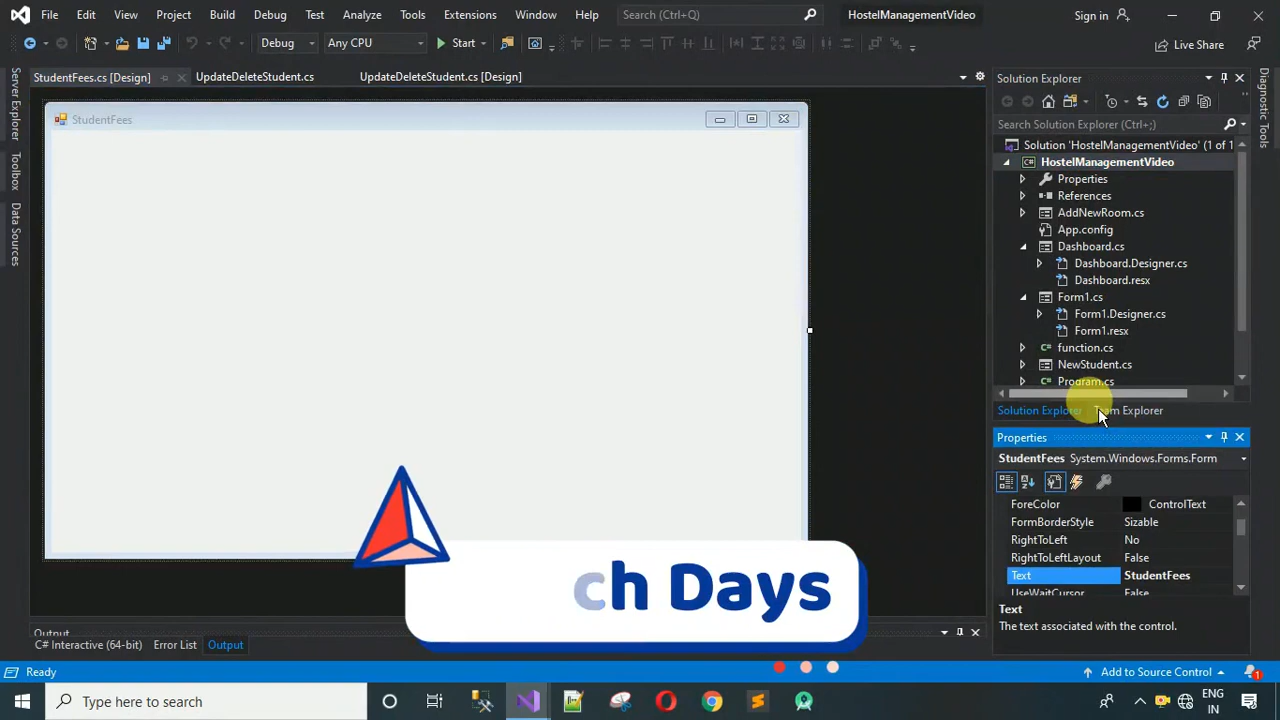 File Edit View Project Build Debug Test Analyze Tools Extensions Window Help Search (Ctrl+Q) HostelManagementVideo Sign in
Debug Any CPU Start Live Share
StudentFees.cs [Design] UpdateDeleteStudent.cs UpdateDeleteStudent.cs [Design]
Server Explorer
Toolbox
Data Sources
StudentFees
Solution Explorer
Search Solution Explorer (Ctrl+;)
Solution 'HostelManagementVideo' (1 of 1
HostelManagementVideo
Properties
References
AddNewRoom.cs
App.config
Dashboard.cs
Dashboard.Designer.cs
Dashboard.resx
Form1.cs
Form1.Designer.cs
Form1.resx
function.cs
NewStudent.cs
Program.cs
Solution Explorer Team Explorer
Diagnostic Tools
Properties
StudentFees System.Windows.Forms.Form
ForeColor ControlText
FormBorderStyle Sizable
RightToLeft No
RightToLeftLayout False
Text StudentFees
UseWaitCursor False
Text
The text associated with the control.
ch Days
Output
C# Interactive (64-bit) Error List Output
Ready Add to Source Control 1
Type here to search ENG
IN